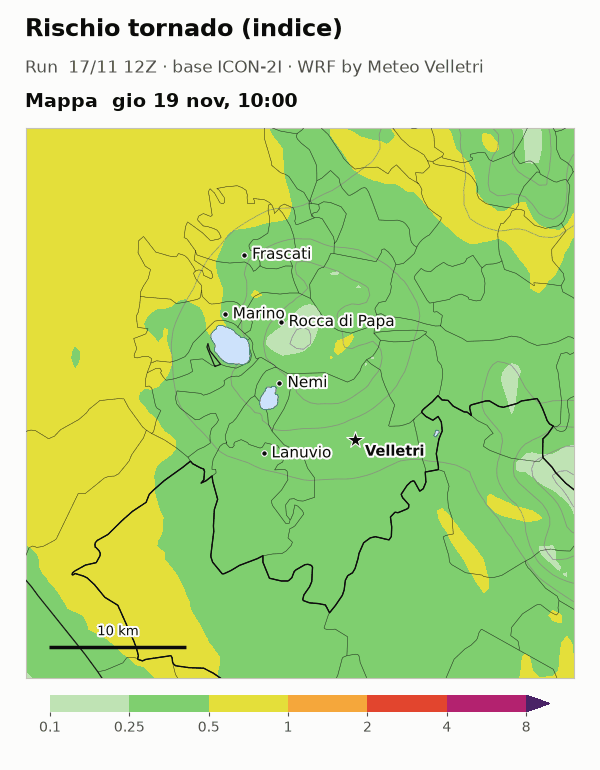 Rischio tornado (indice)
Run 17/11 12Z · base ICON-2I · WRF by Meteo Velletri
Mappa gio 19 nov, 10:00
Frascati
Marino
Rocca di Papa
Nemi
Velletri
Lanuvio
10 km
0.1 0.25 0.5 1 2 4 8